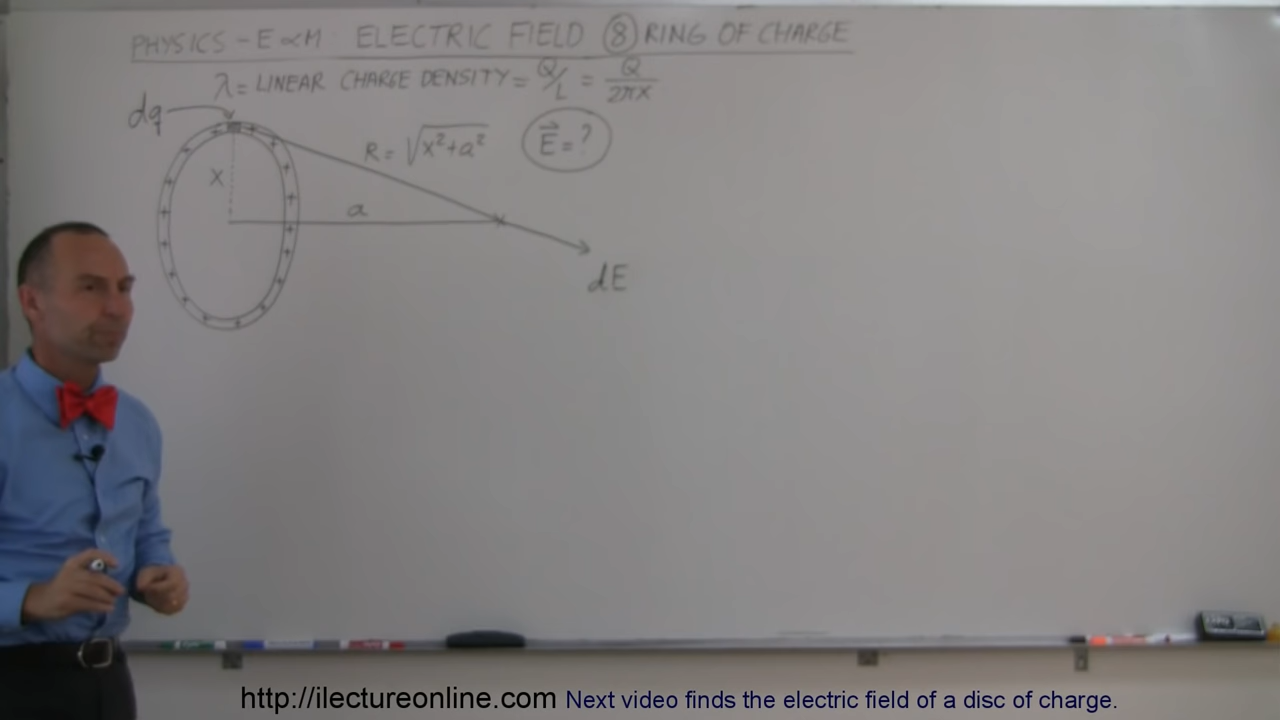 PHYSICS - E∝M ELECTRIC FIELD ⑧ RING OF CHARGE
λ = LINEAR CHARGE DENSITY = Q/L = Q/2πx
dq
R = √x²+a²
E⃗ = ?
x
a
dE
http://ilectureonline.com Next video finds the electric field of a disc of charge.